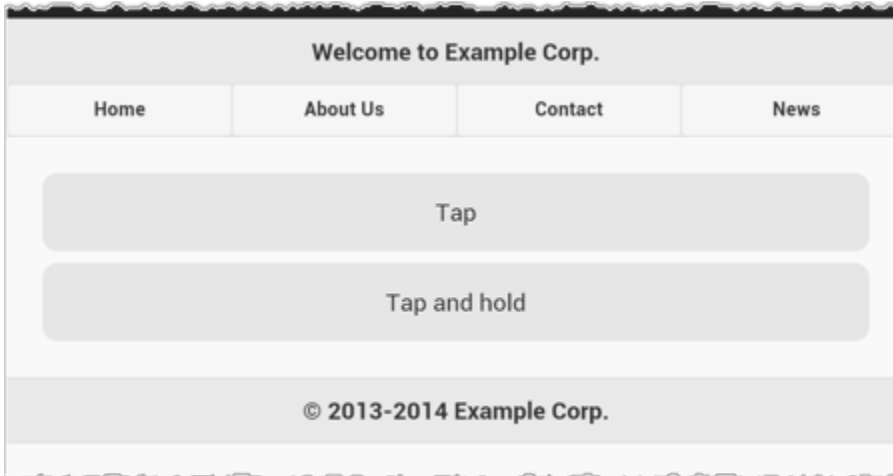 Welcome to Example Corp.
Home About Us Contact News
Tap
Tap and hold
© 2013-2014 Example Corp.